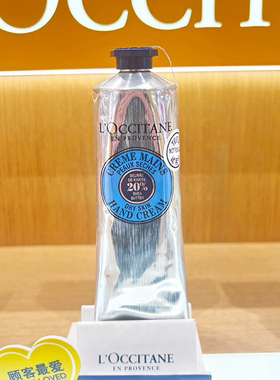 L'OCCITANE
EN PROVENCE
CRÈME MAINS
PEAUX SÈCHES
BEURRE
DE KARITÉ
20%
SHEA
BUTTER
DRY SKIN
HAND CREAM
L'OCCITANE
EN PROVENCE
顾客最爱
LOVED